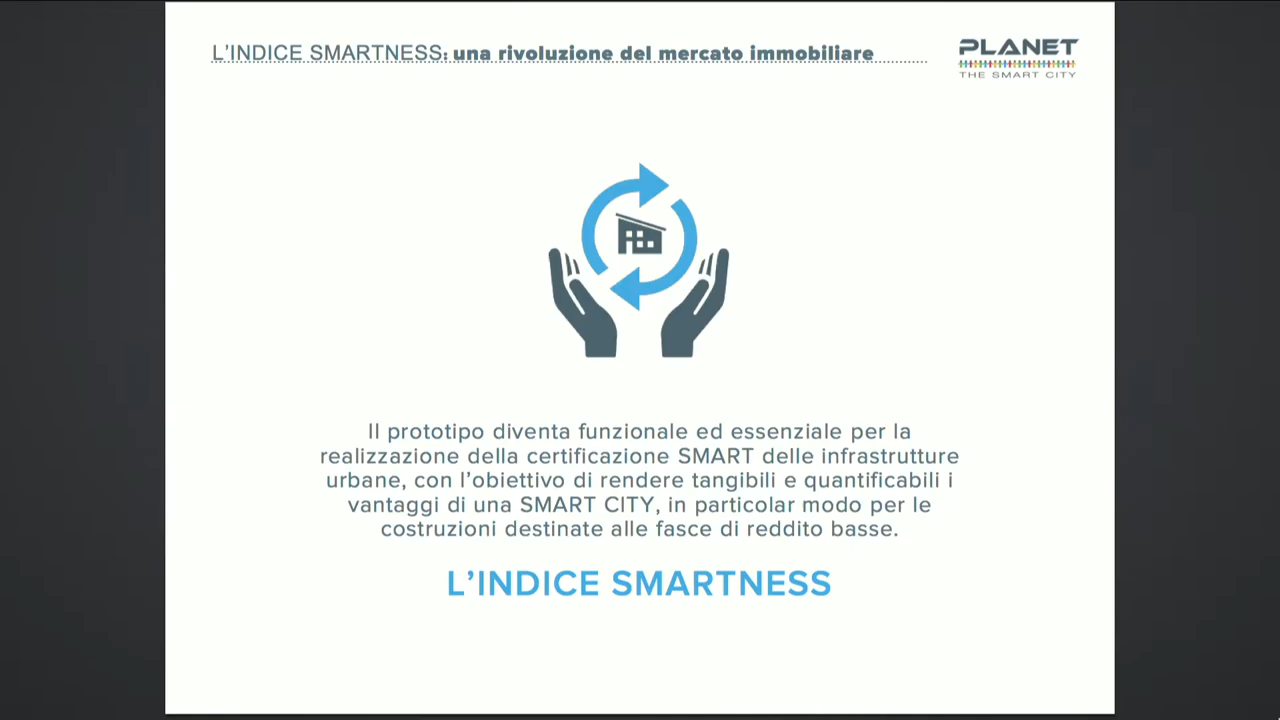 L’INDICE SMARTNESS: una rivoluzione del mercato immobiliare
PLANET
THE SMART CITY
Il prototipo diventa funzionale ed essenziale per la
realizzazione della certificazione SMART delle infrastrutture
urbane, con l’obiettivo di rendere tangibili e quantificabili i
vantaggi di una SMART CITY, in particolar modo per le
costruzioni destinate alle fasce di reddito basse.
L’INDICE SMARTNESS